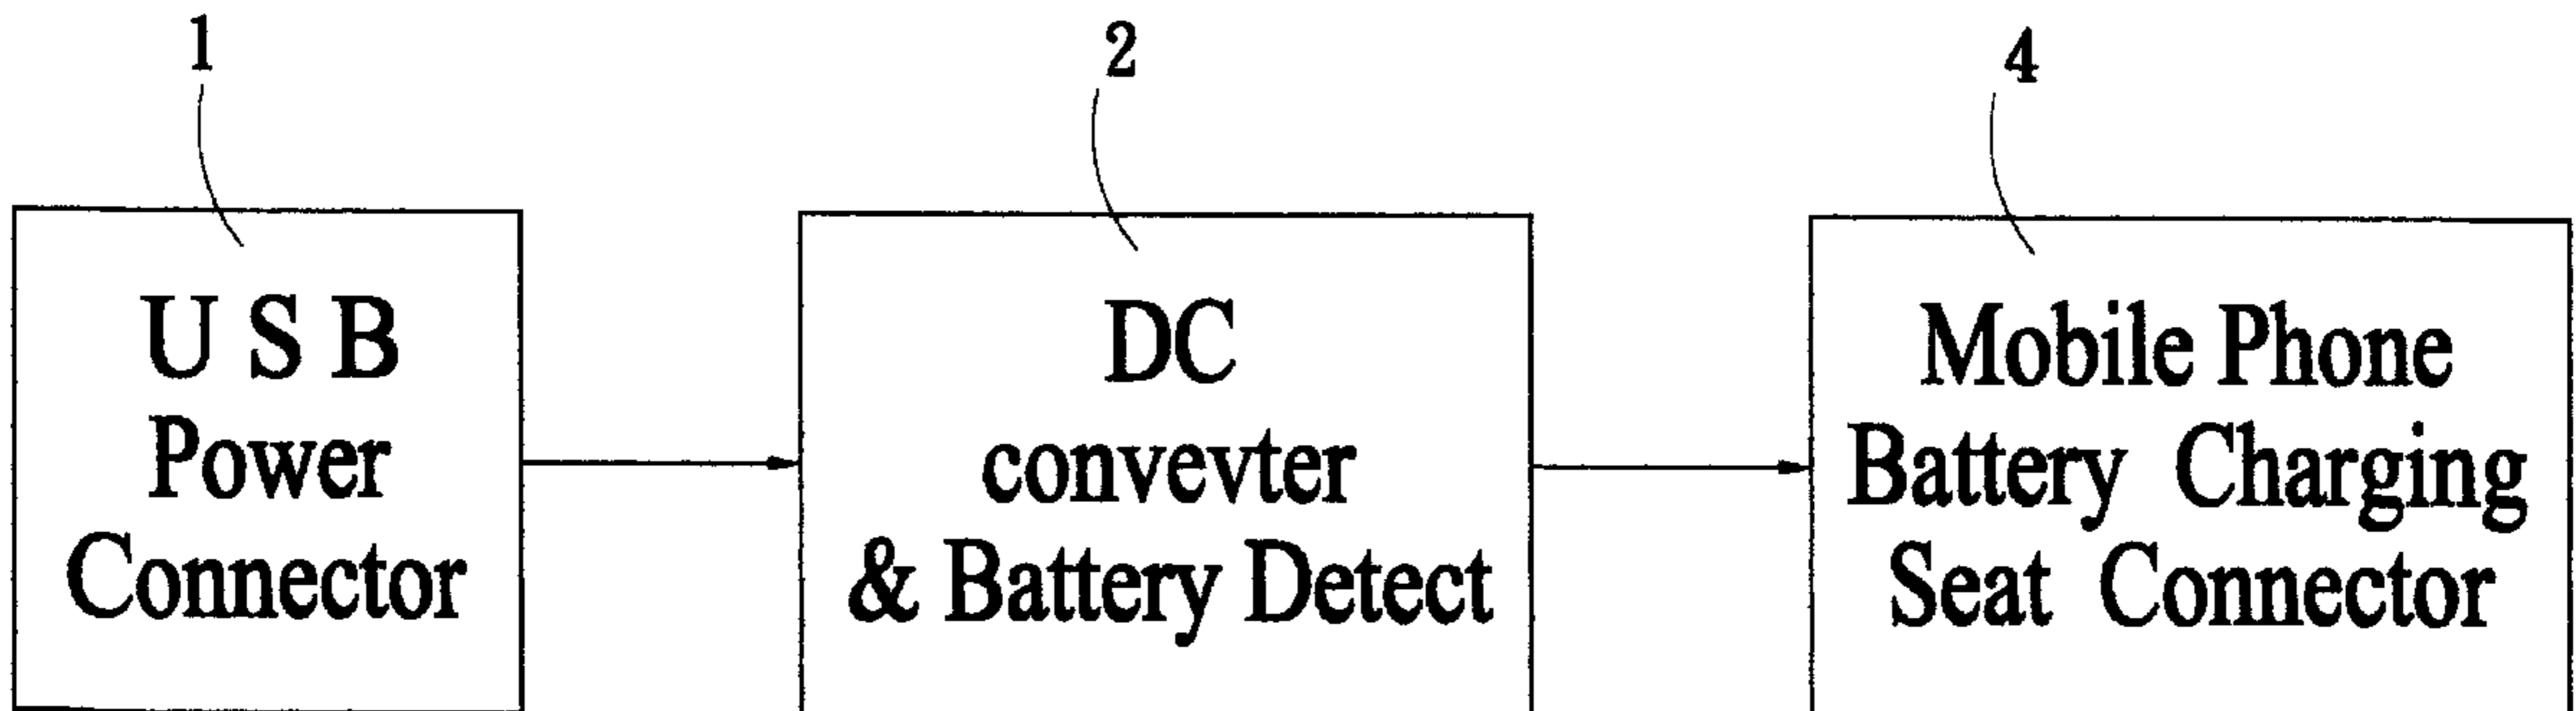 1
2
4
U S B
Power
Connector
DC
convevter
& Battery Detect
Mobile Phone
Battery Charging
Seat Connector